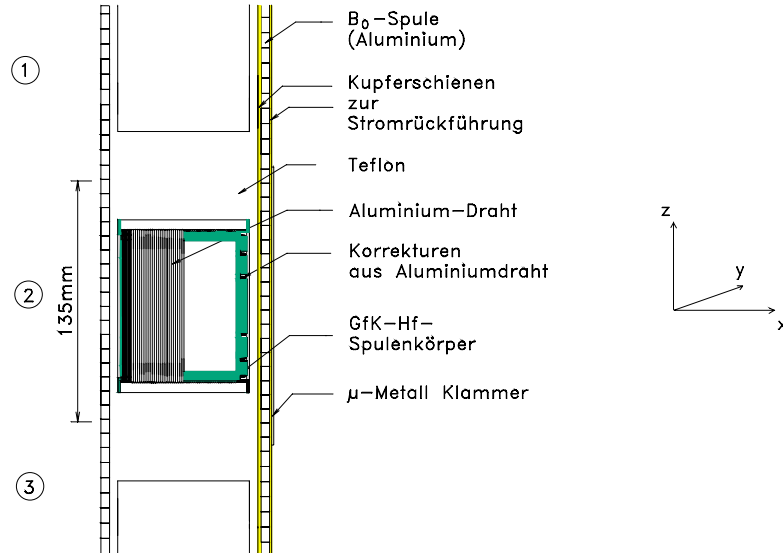 B₀-Spule
(Aluminium)
1
Kupferschienen
zur
Stromrückführung
Teflon
Aluminium-Draht
Korrekturen
aus Aluminiumdraht
2
135mm
GfK-Hf-
Spulenkörper
μ-Metall Klammer
3
z
y
x